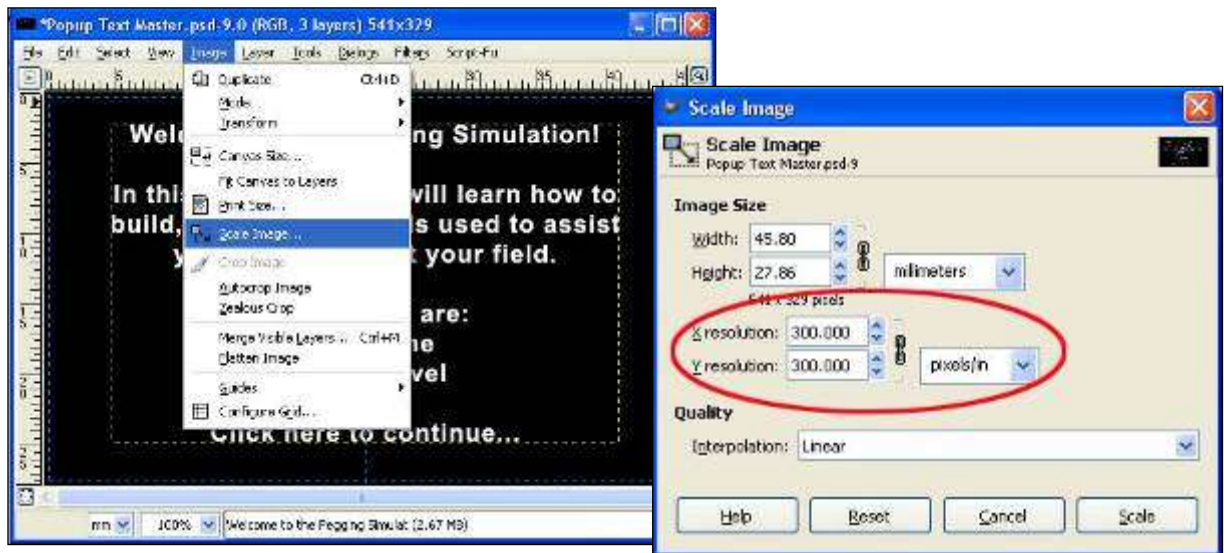 *Popup Text Master.psd-9.0 (RGB, 3 layers) 541x329
File Edit Select View Image Layer Tools Dialogs Filters Script-Fu
Duplicate Ctrl+D
Mode
Transform
Canvas Size...
Fit Canvas to Layers
Print Size...
Scale Image...
Crop Image
Autocrop Image
Zealous Crop
Merge Visible Layers... Ctrl+M
Flatten Image
Guides
Configure Grid...
ng Simulation!
In thi will learn how to
build, s used to assist
y t your field.
are:
vel
Click here to continue...
mm 100% Welcome to the Pegging Simulat (2.67 MB)
Scale Image
Scale Image
Popup Text Master.psd-9
Image Size
Width: 45.80
Height: 27.86 milimeters
541 x 329 pixels
X resolution: 300.000
Y resolution: 300.000 pixels/in
Quality
Interpolation: Linear
Help Reset Cancel Scale